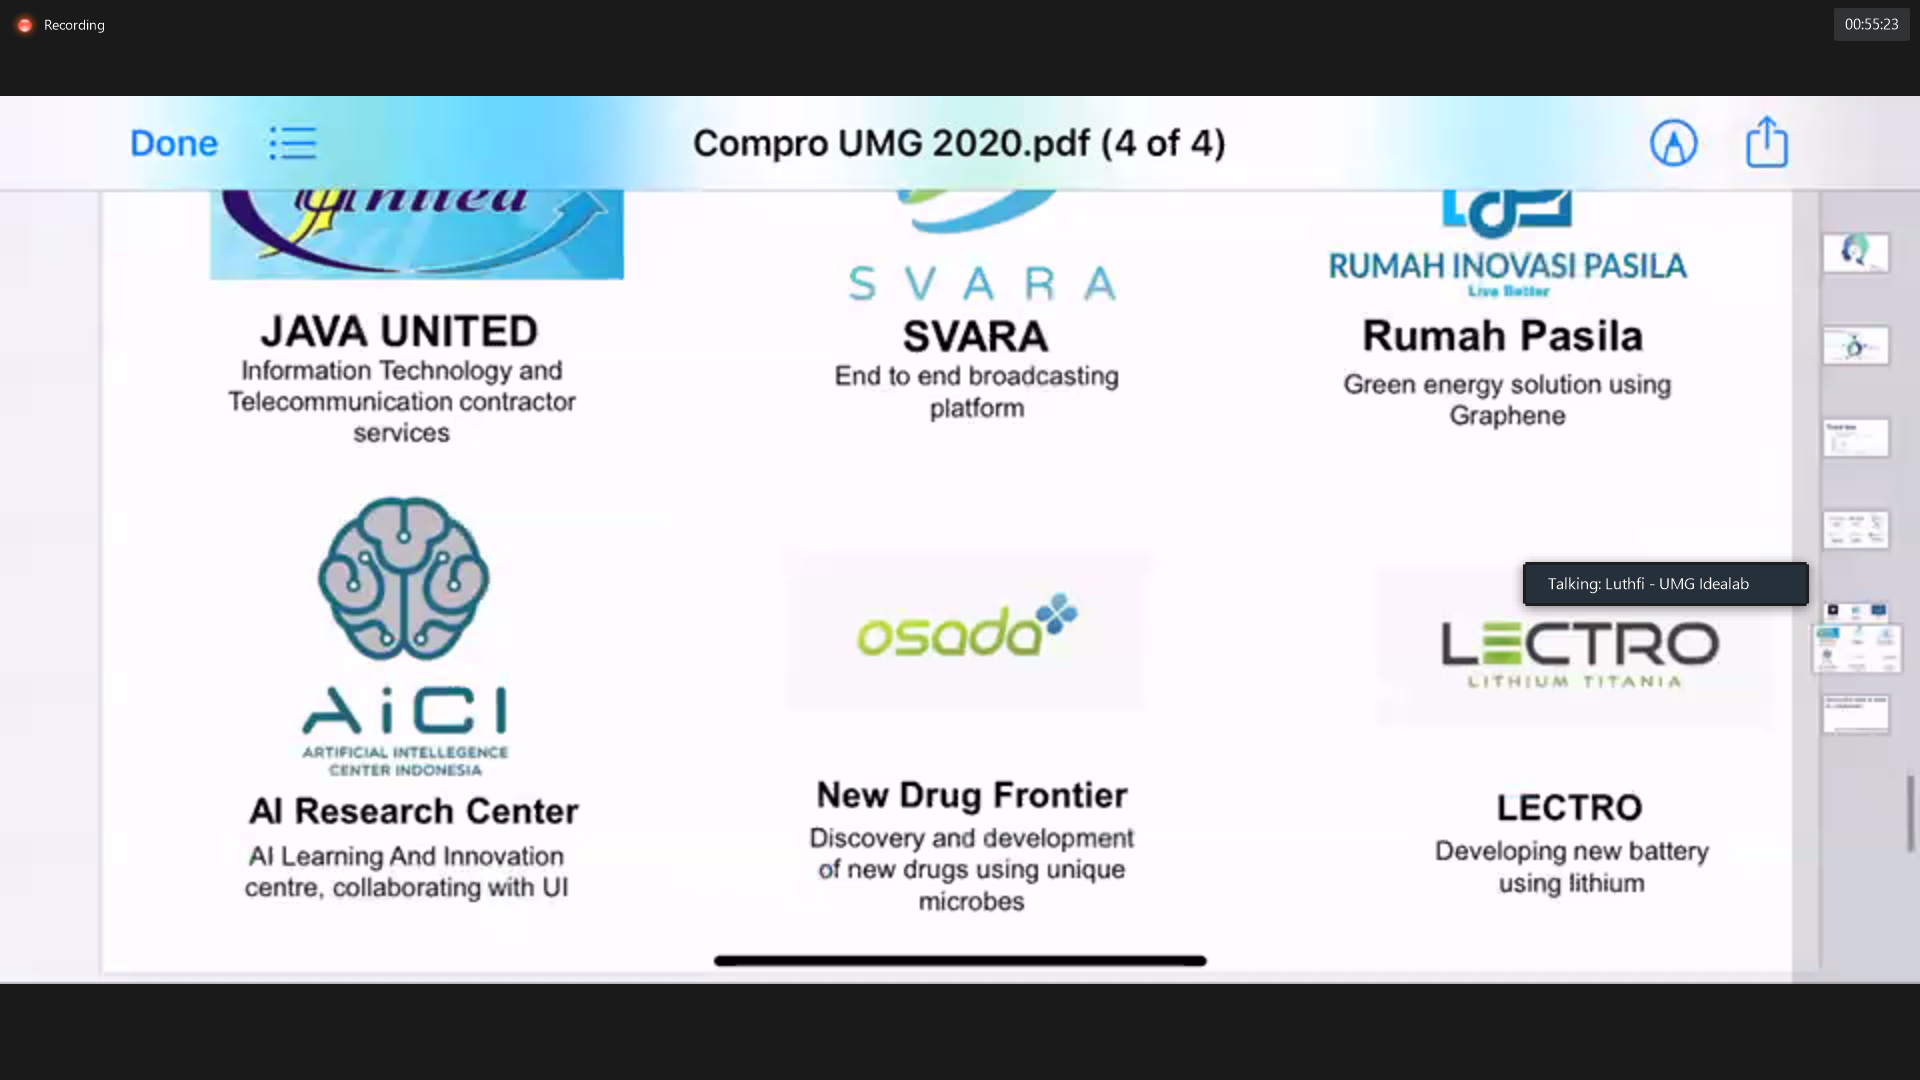 Recording
00:55:23
Done
Compro UMG 2020.pdf (4 of 4)
United
SVARA
RUMAH INOVASI PASILA
Live Better
JAVA UNITED
Information Technology and
Telecommunication contractor
services
SVARA
End to end broadcasting
platform
Rumah Pasila
Green energy solution using
Graphene
Talking: Luthfi - UMG Idealab
AiCI
ARTIFICIAL INTELLEGENCE
CENTER INDONESIA
osada
LECTRO
LITHIUM TITANIA
AI Research Center
AI Learning And Innovation
centre, collaborating with UI
New Drug Frontier
Discovery and development
of new drugs using unique
microbes
LECTRO
Developing new battery
using lithium